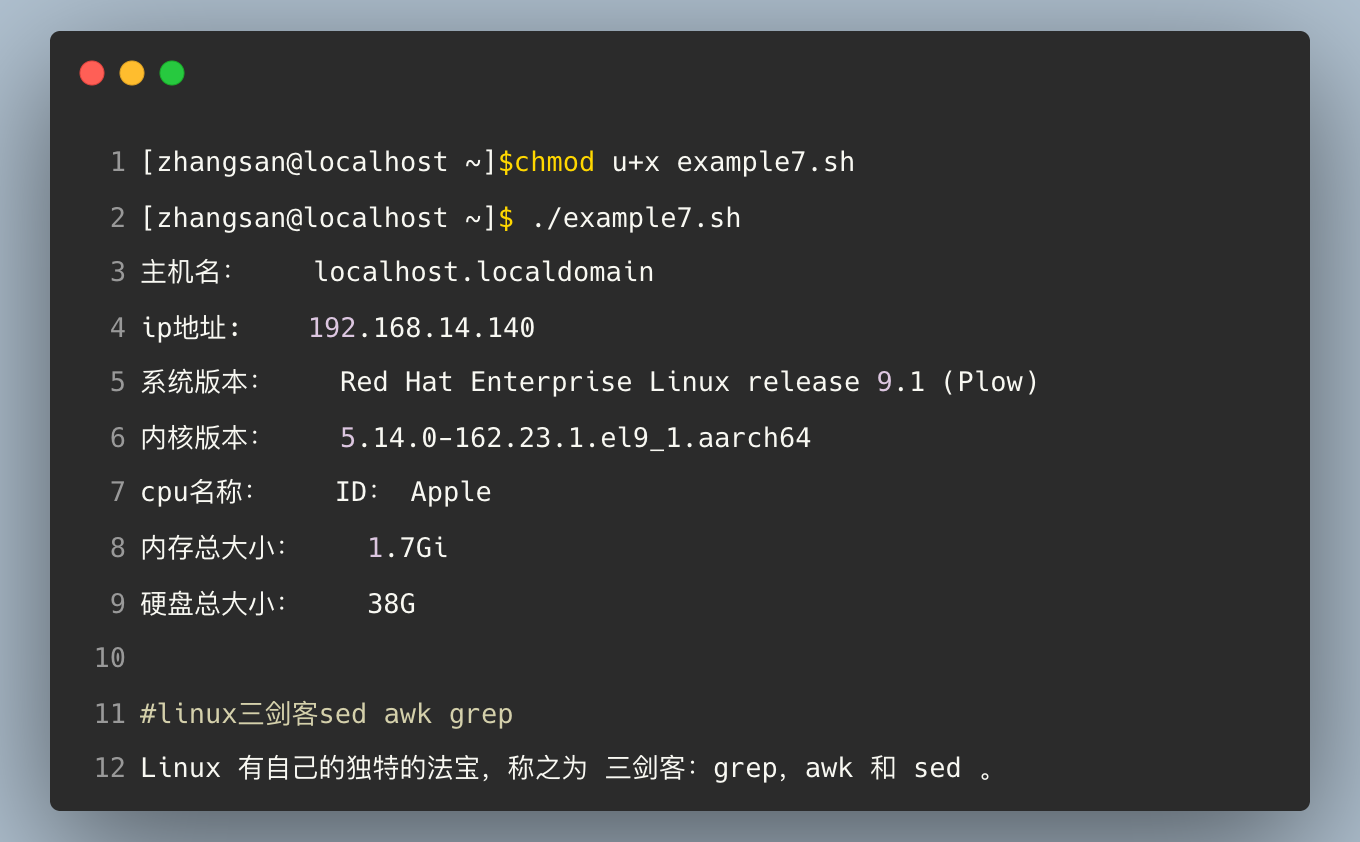 1 [zhangsan@localhost ~]$chmod u+x example7.sh
2 [zhangsan@localhost ~]$ ./example7.sh
3 主机名：     localhost.localdomain
4 ip地址:    192.168.14.140
5 系统版本：     Red Hat Enterprise Linux release 9.1 (Plow)
6 内核版本：     5.14.0-162.23.1.el9_1.aarch64
7 cpu名称：     ID： Apple
8 内存总大小：     1.7Gi
9 硬盘总大小：     38G
10
11 #linux三剑客sed awk grep
12 Linux 有自己的独特的法宝，称之为 三剑客：grep，awk 和 sed 。